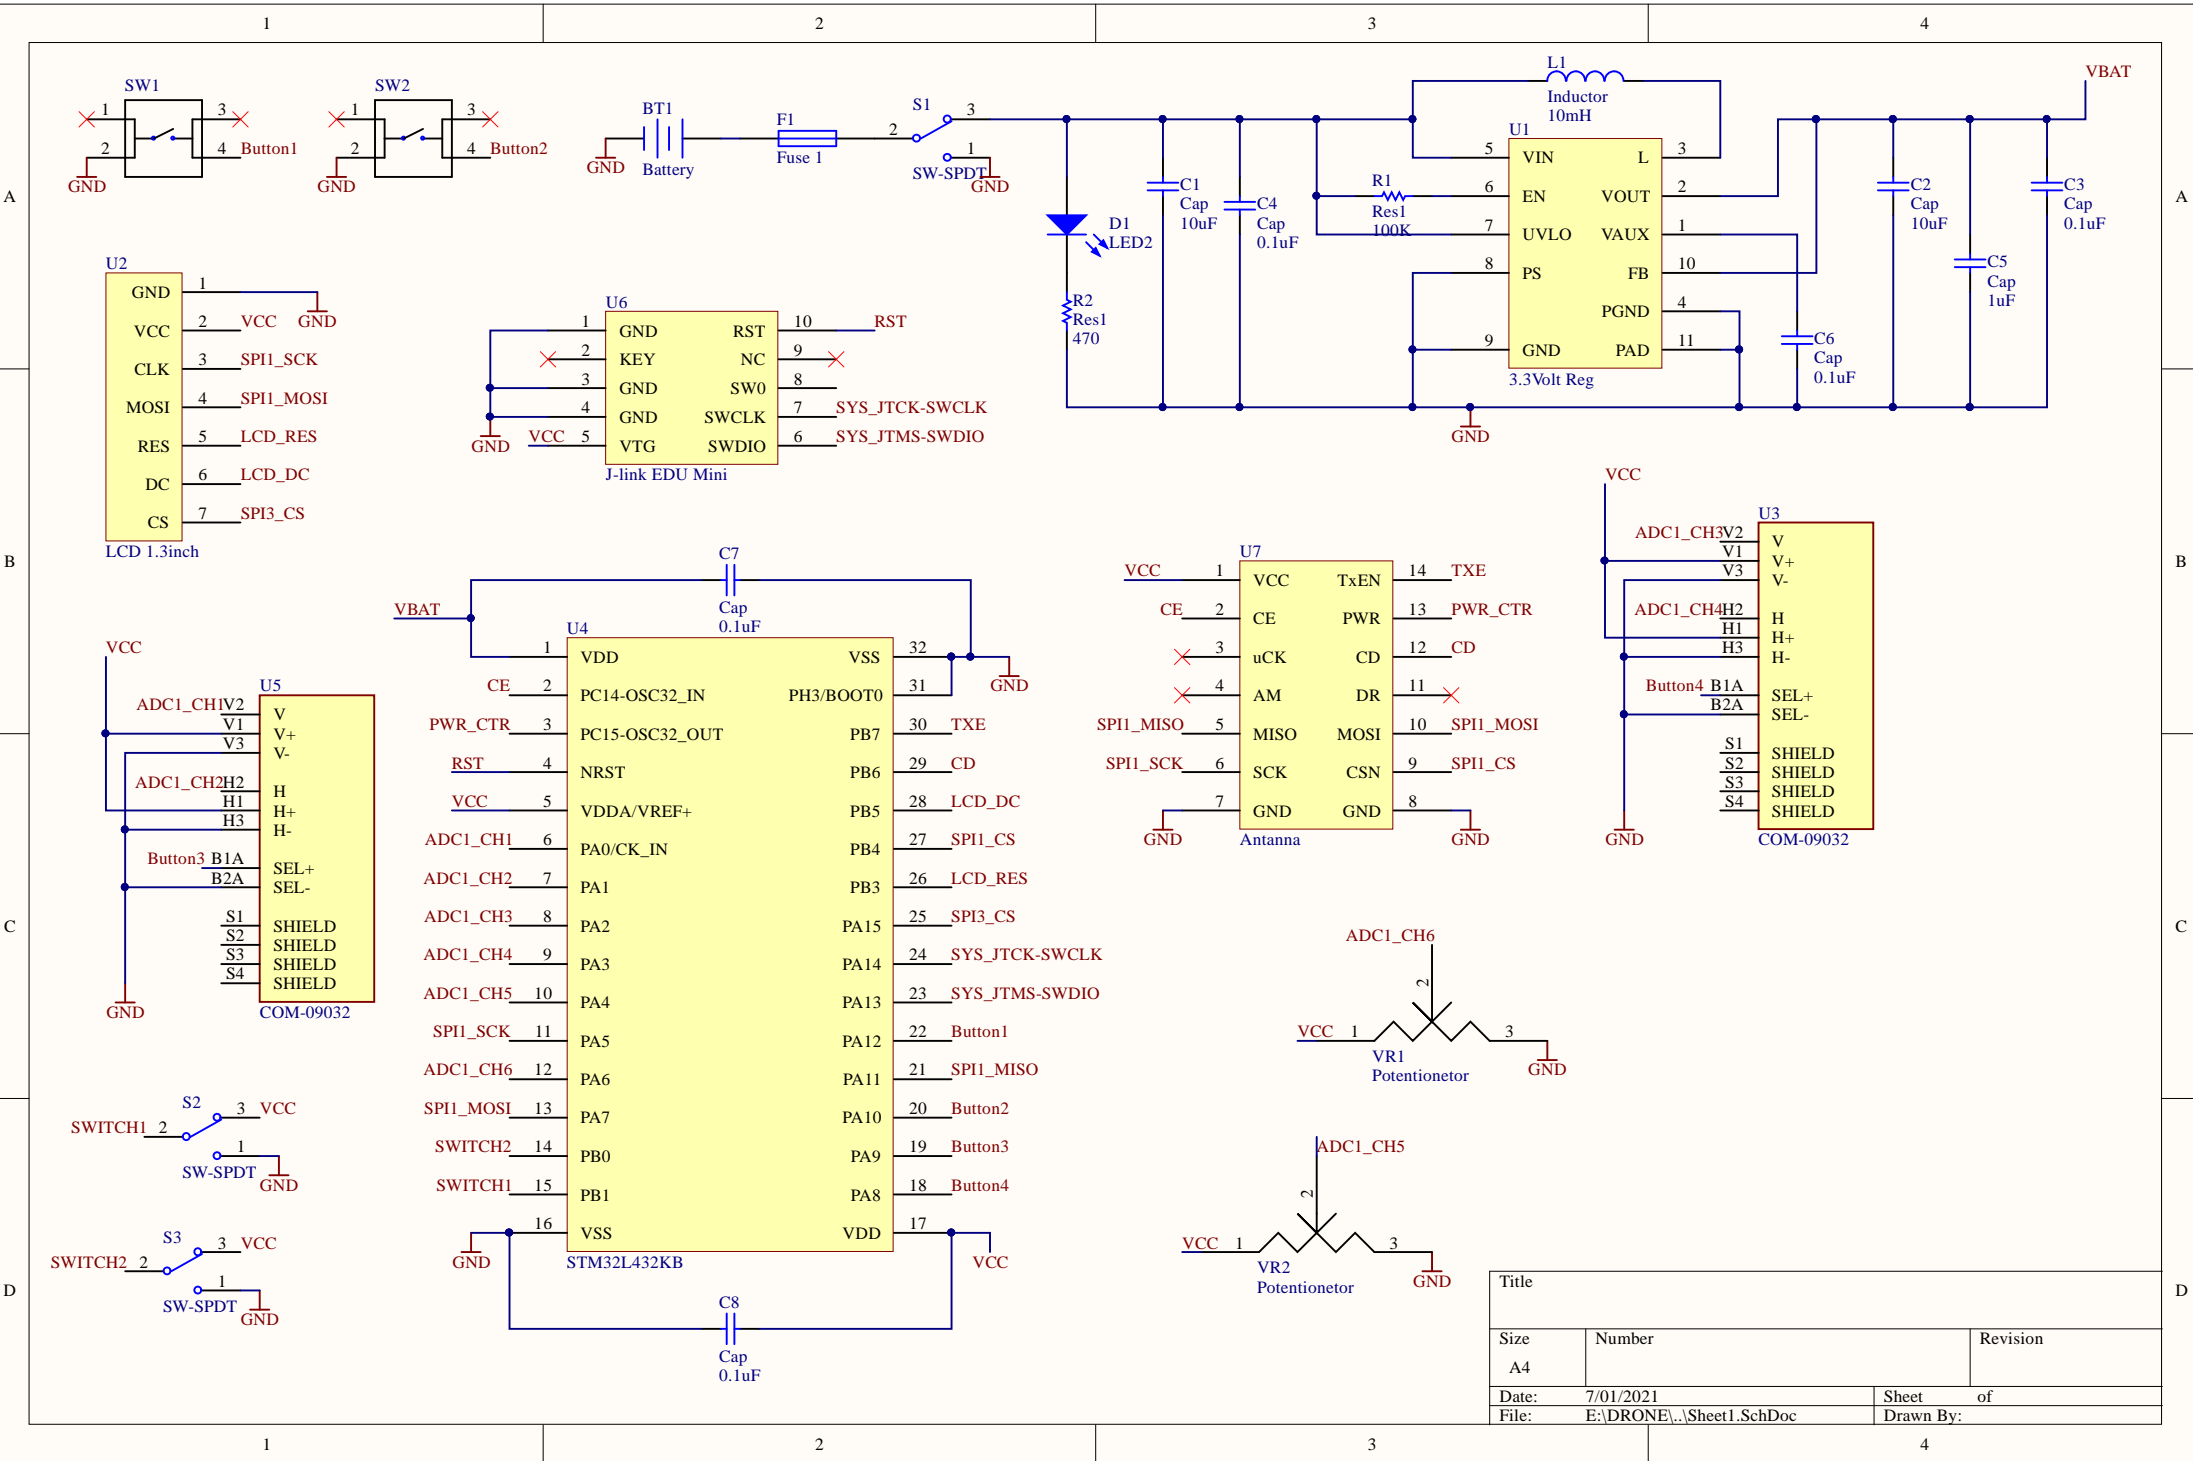 1 2 3 4
A
A
B
B
C
C
D
D
SW1
1 3
2 4 Button1
GND
SW2
1 3
2 4 Button2
GND
BT1
Battery
GND
F1
Fuse 1
S1
3
2
1
SW-SPDT
GND
D1
LED2
R2
Res1
470
C1
Cap
10uF
C4
Cap
0.1uF
R1
Res1
100K
L1
Inductor
10mH
U1
5 VIN L 3
6 EN VOUT 2
7 UVLO VAUX 1
8 PS FB 10
PGND 4
9 GND PAD 11
3.3Volt Reg
GND
C6
Cap
0.1uF
C2
Cap
10uF
C5
Cap
1uF
C3
Cap
0.1uF
VBAT
U2
GND 1
GND
VCC 2 VCC
CLK 3 SPI1_SCK
MOSI 4 SPI1_MOSI
RES 5 LCD_RES
DC 6 LCD_DC
CS 7 SPI3_CS
LCD 1.3inch
U6
1 GND RST 10 RST
2 KEY NC 9
3 GND SW0 8
4 GND SWCLK 7 SYS_JTCK-SWCLK
VCC 5 VTG SWDIO 6 SYS_JTMS-SWDIO
GND
J-link EDU Mini
VCC
U5
ADC1_CH1 V2 V
V1 V+
V3 V-
ADC1_CH2 H2 H
H1 H+
H3 H-
Button3 B1A SEL+
B2A SEL-
S1 SHIELD
S2 SHIELD
S3 SHIELD
S4 SHIELD
GND
COM-09032
C7
Cap
0.1uF
VBAT
U4
1 VDD VSS 32
GND
CE 2 PC14-OSC32_IN PH3/BOOT0 31
PWR_CTR 3 PC15-OSC32_OUT PB7 30 TXE
RST 4 NRST PB6 29 CD
VCC 5 VDDA/VREF+ PB5 28 LCD_DC
ADC1_CH1 6 PA0/CK_IN PB4 27 SPI1_CS
ADC1_CH2 7 PA1 PB3 26 LCD_RES
ADC1_CH3 8 PA2 PA15 25 SPI3_CS
ADC1_CH4 9 PA3 PA14 24 SYS_JTCK-SWCLK
ADC1_CH5 10 PA4 PA13 23 SYS_JTMS-SWDIO
SPI1_SCK 11 PA5 PA12 22 Button1
ADC1_CH6 12 PA6 PA11 21 SPI1_MISO
SPI1_MOSI 13 PA7 PA10 20 Button2
SWITCH2 14 PB0 PA9 19 Button3
SWITCH1 15 PB1 PA8 18 Button4
16 VSS VDD 17
GND
VCC
STM32L432KB
C8
Cap
0.1uF
U7
VCC 1 VCC TxEN 14 TXE
CE 2 CE PWR 13 PWR_CTR
3 uCK CD 12 CD
4 AM DR 11
SPI1_MISO 5 MISO MOSI 10 SPI1_MOSI
SPI1_SCK 6 SCK CSN 9 SPI1_CS
7 GND GND 8
GND
GND
Antanna
VCC
U3
ADC1_CH3 V2 V
V1 V+
V3 V-
ADC1_CH4 H2 H
H1 H+
H3 H-
Button4 B1A SEL+
B2A SEL-
S1 SHIELD
S2 SHIELD
S3 SHIELD
S4 SHIELD
GND
COM-09032
ADC1_CH6
2
VCC 1 3
VR1
Potentionetor
GND
ADC1_CH5
2
VCC 1 3
VR2
Potentionetor
GND
S2
3 VCC
SWITCH1 2
1
SW-SPDT
GND
S3
3 VCC
SWITCH2 2
1
SW-SPDT
GND
Title
Size Number Revision
A4
Date: 7/01/2021 Sheet of
File: E:\DRONE\..\Sheet1.SchDoc Drawn By:
1 2 3 4